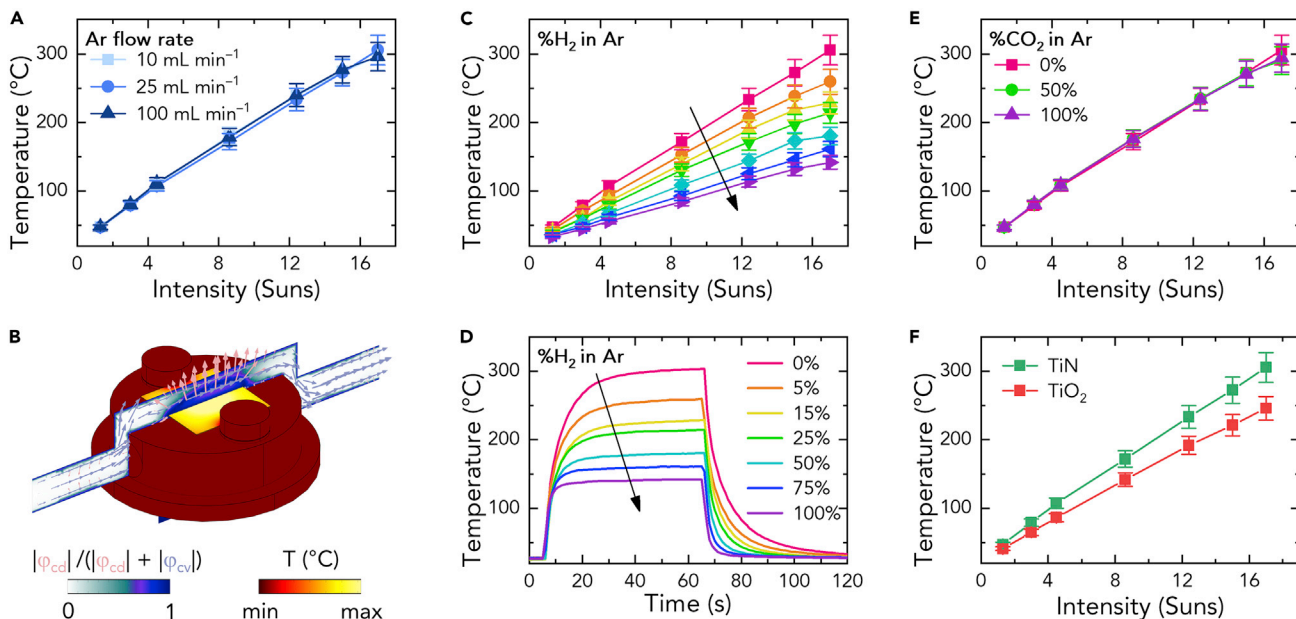 A
Ar flow rate
10 mL min⁻¹
25 mL min⁻¹
100 mL min⁻¹
Temperature (°C)
300
200
100
0 4 8 12 16
Intensity (Suns)
B
|φcd| /(|φcd| + |φcv|)
0 1
T (°C)
min max
C
%H₂ in Ar
Temperature (°C)
300
200
100
0 4 8 12 16
Intensity (Suns)
D
%H₂ in Ar
0%
5%
15%
25%
50%
75%
100%
Temperature (°C)
300
200
100
0 20 40 60 80 100 120
Time (s)
E
%CO₂ in Ar
0%
50%
100%
Temperature (°C)
300
200
100
0 4 8 12 16
Intensity (Suns)
F
TiN
TiO₂
Temperature (°C)
300
200
100
0 4 8 12 16
Intensity (Suns)